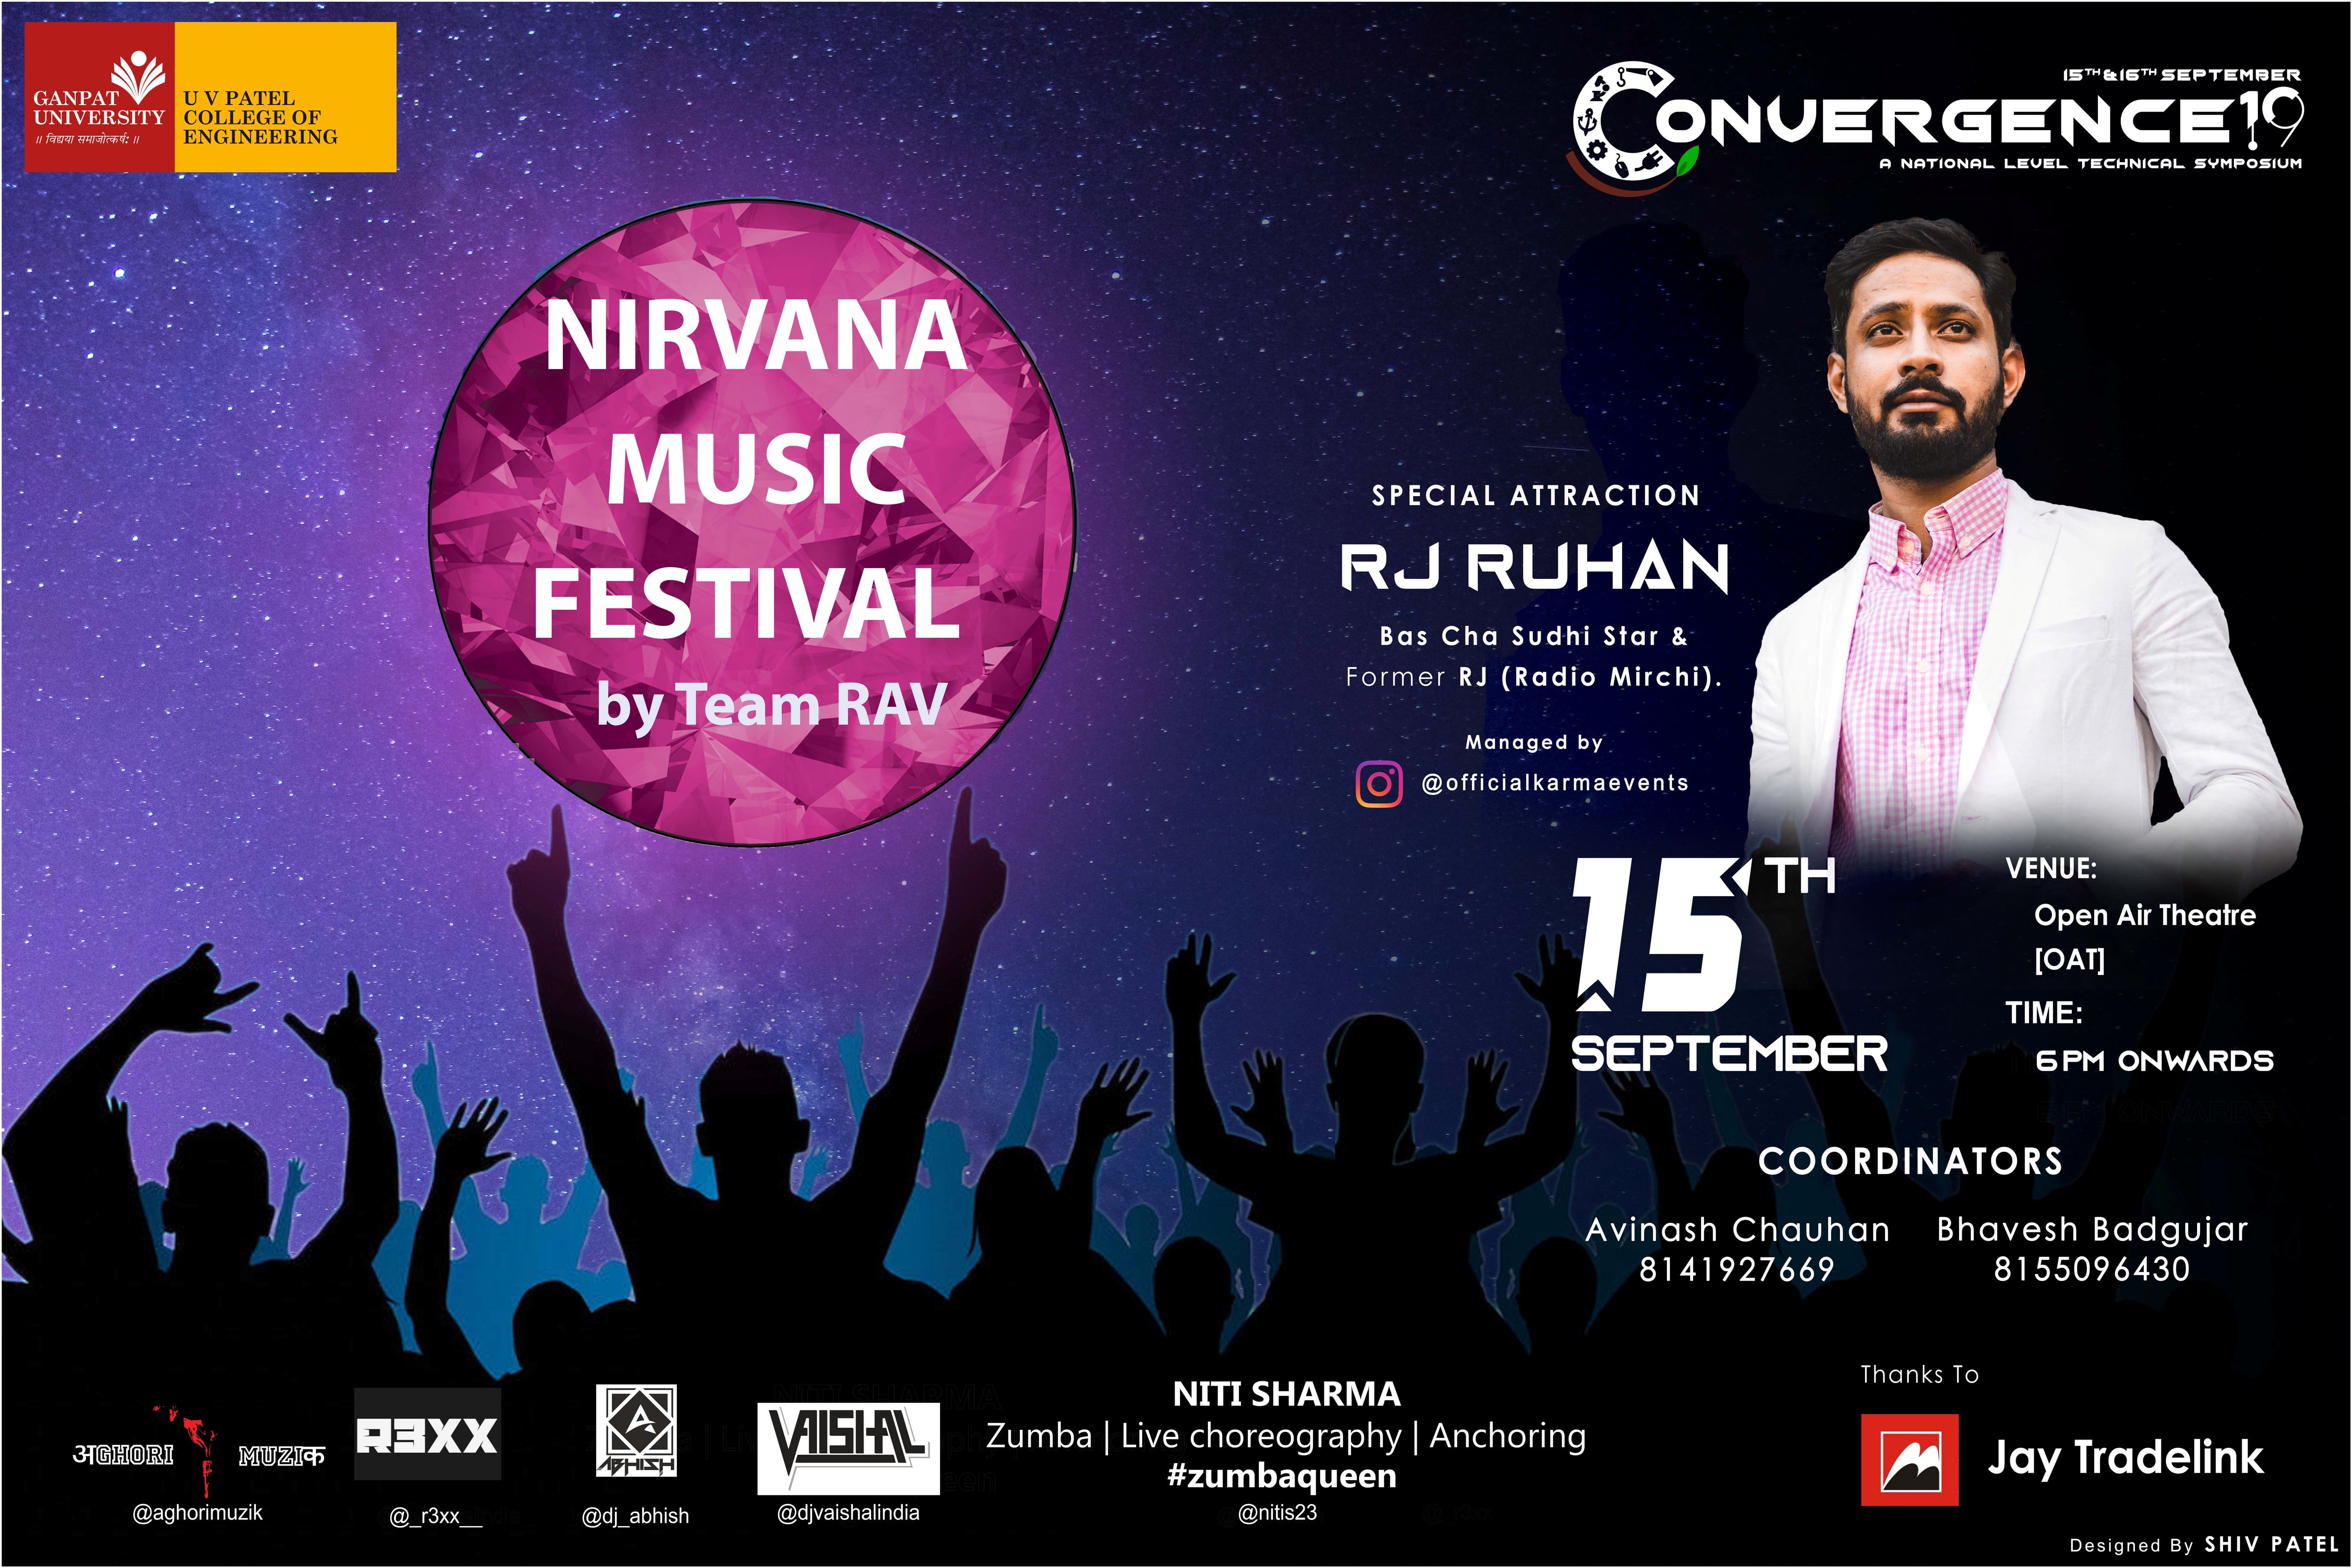 GANPAT
UNIVERSITY
॥ विद्यया समाजोत्कर्षः ॥
U V PATEL
COLLEGE OF
ENGINEERING
15TH & 16TH SEPTEMBER
CONVERGENCE19
A NATIONAL LEVEL TECHNICAL SYMPOSIUM
NIRVANA
MUSIC
FESTIVAL
by Team RAV
SPECIAL ATTRACTION
RJ RUHAN
Bas Cha Sudhi Star &
Former RJ (Radio Mirchi).
Managed by
@officialkarmaevents
15TH
SEPTEMBER
VENUE:
Open Air Theatre
[OAT]
TIME:
6PM ONWARDS
COORDINATORS
Avinash Chauhan
8141927669
Bhavesh Badgujar
8155096430
अGHORI MUZIक
@aghorimuzik
R3XX
@_r3xx__
ABHISH
@dj_abhish
VAISHAL
@djvaishalindia
NITI SHARMA
Zumba | Live choreography | Anchoring
#zumbaqueen
@nitis23
Thanks To
Jay Tradelink
Designed By SHIV PATEL